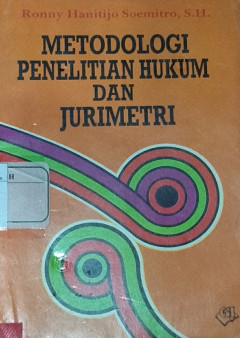 Ronny Hanitijo Soemitro, S.H.
METODOLOGI
PENELITIAN HUKUM
DAN
JURIMETRI
H